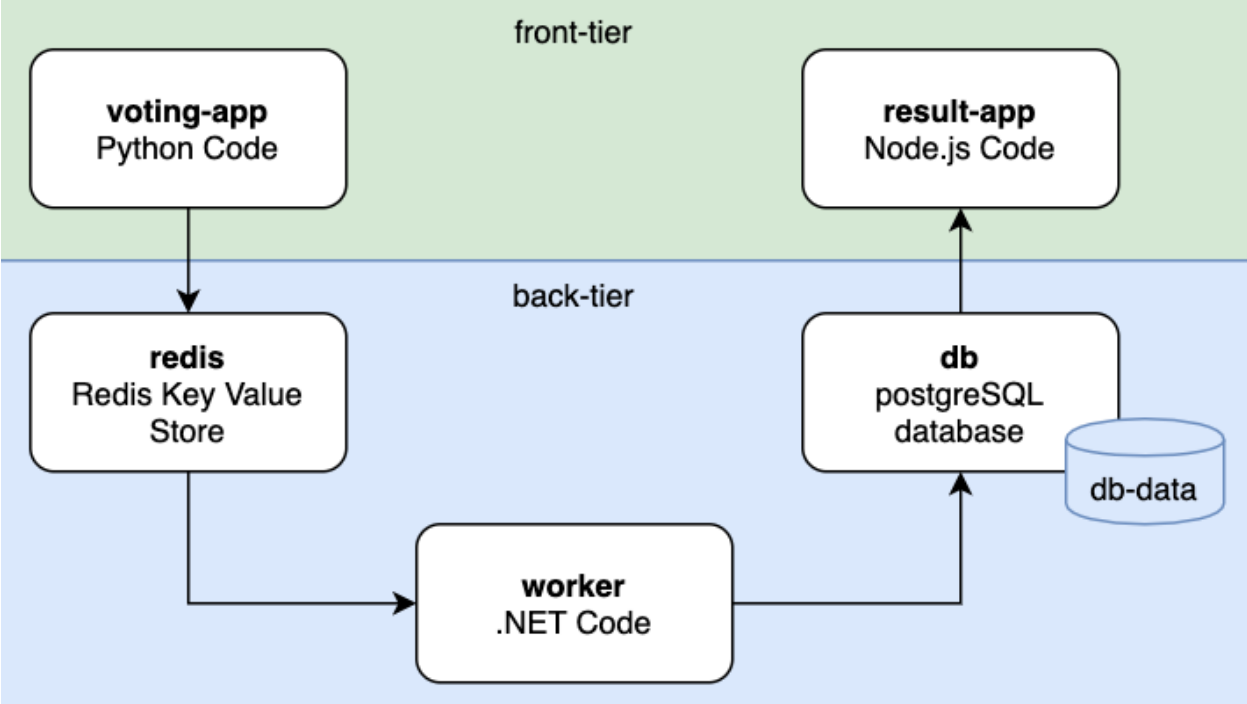 front-tier
voting-app
Python Code
result-app
Node.js Code
back-tier
redis
Redis Key Value
Store
db
postgreSQL
database
db-data
worker
.NET Code